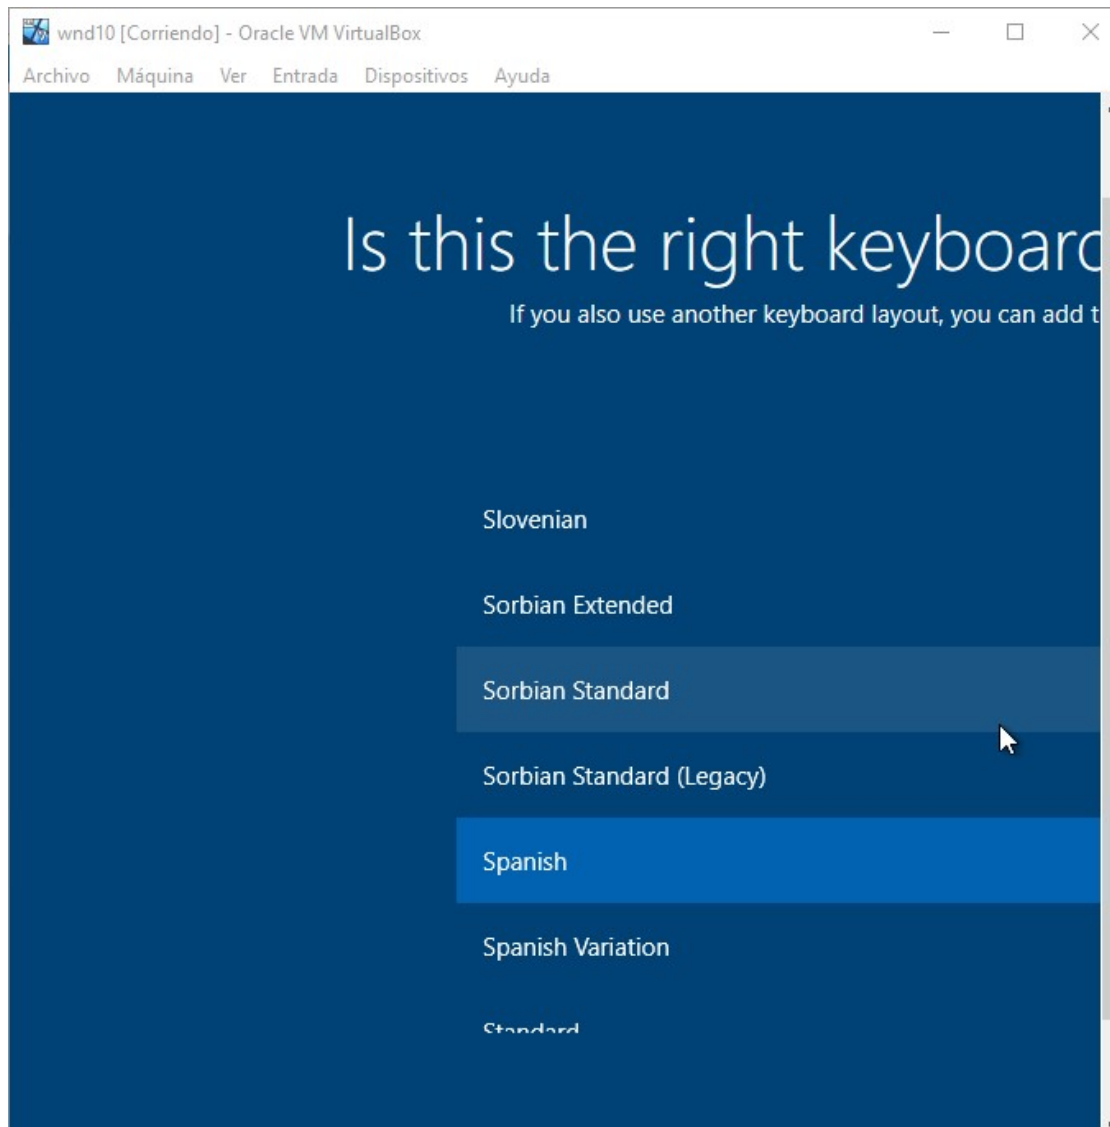 wnd10 [Corriendo] - Oracle VM VirtualBox
Archivo Máquina Ver Entrada Dispositivos Ayuda
Is this the right keyboard
If you also use another keyboard layout, you can add t
Slovenian
Sorbian Extended
Sorbian Standard
Sorbian Standard (Legacy)
Spanish
Spanish Variation
Standard